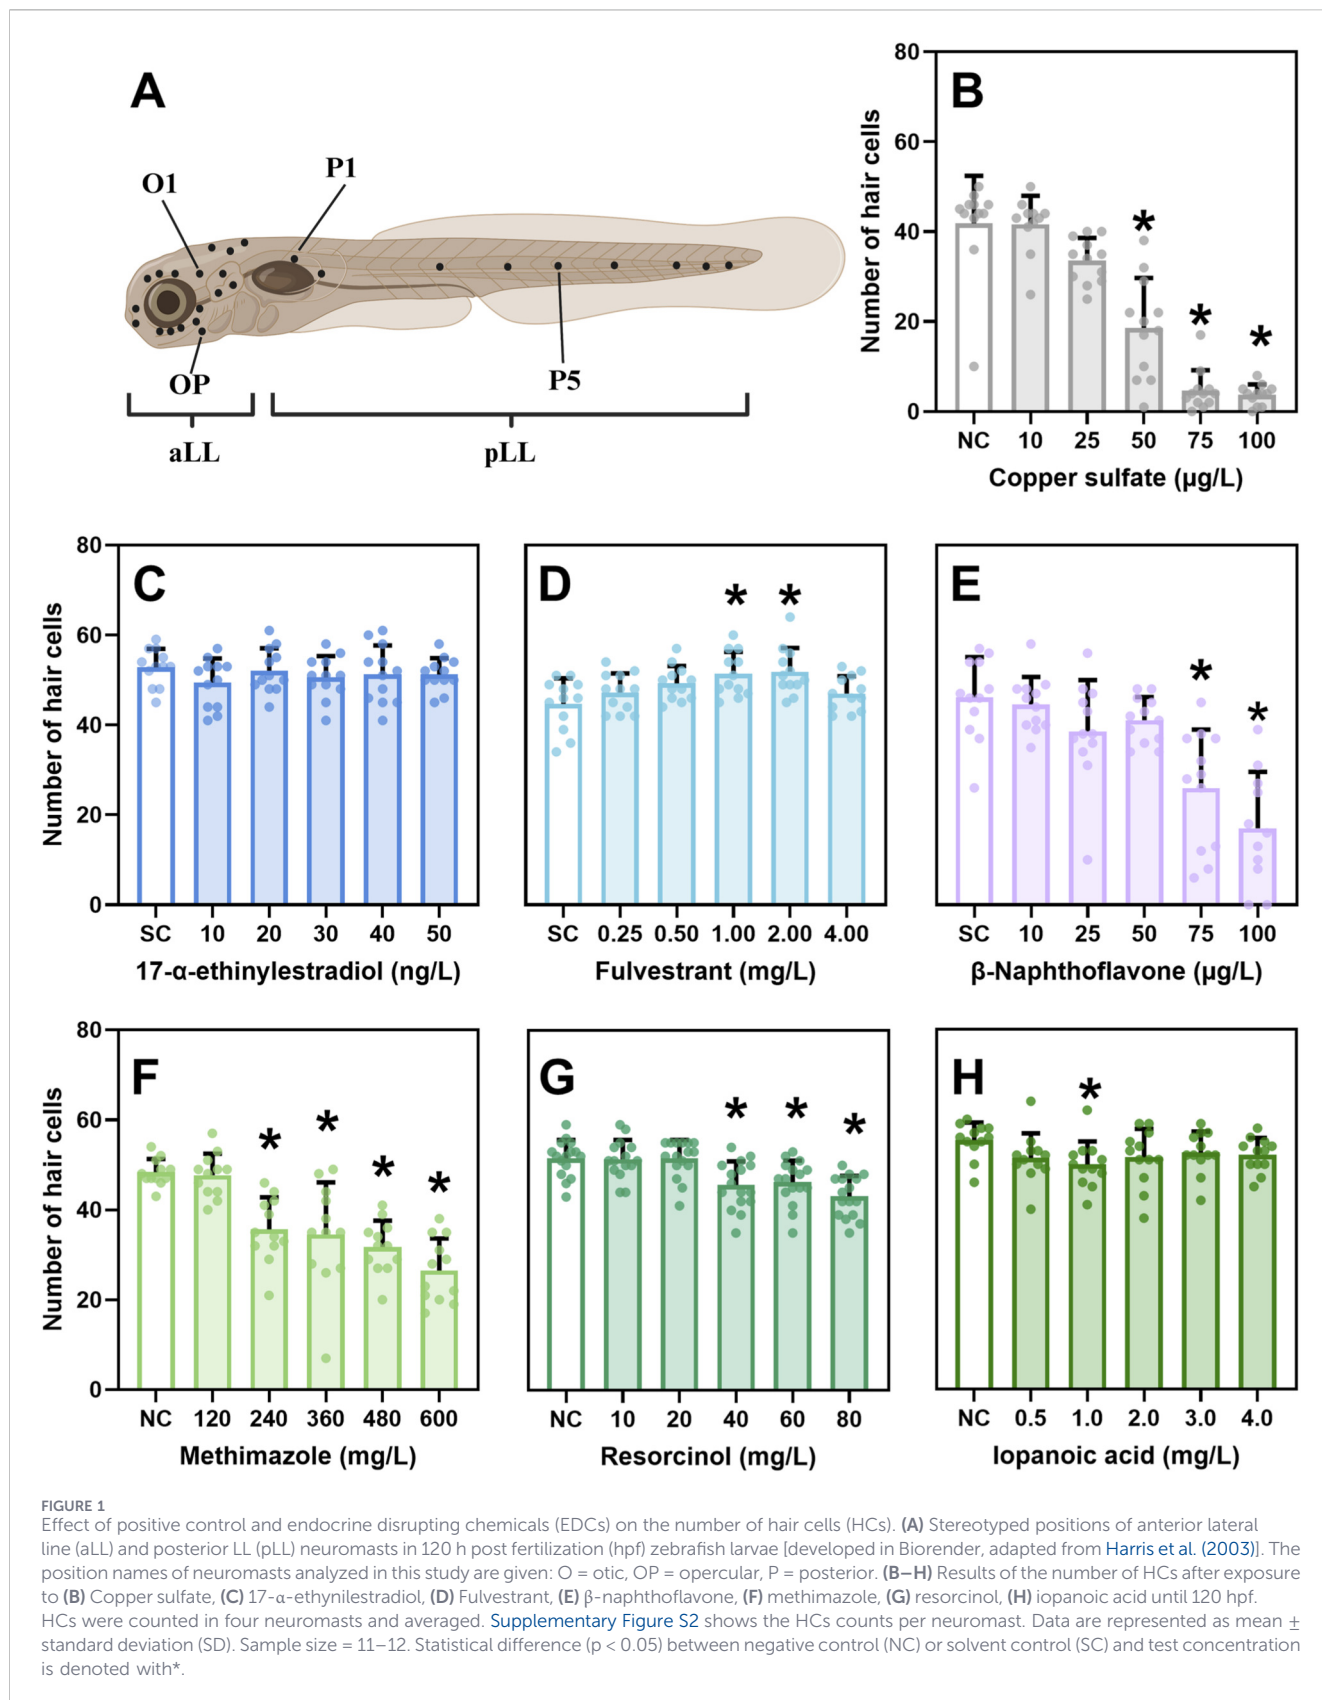 A
O1
P1
OP
P5
aLL
pLL
B
Number of hair cells
80
60
40
20
0
*
*
*
NC 10 25 50 75 100
Copper sulfate (µg/L)
C
Number of hair cells
80
60
40
20
0
SC 10 20 30 40 50
17-α-ethinylestradiol (ng/L)
D
* *
SC 0.25 0.50 1.00 2.00 4.00
Fulvestrant (mg/L)
E
*
*
SC 10 25 50 75 100
β-Naphthoflavone (µg/L)
F
Number of hair cells
80
60
40
20
0
*
*
*
*
NC 120 240 360 480 600
Methimazole (mg/L)
G
* * *
NC 10 20 40 60 80
Resorcinol (mg/L)
H
*
NC 0.5 1.0 2.0 3.0 4.0
Iopanoic acid (mg/L)
FIGURE 1
Effect of positive control and endocrine disrupting chemicals (EDCs) on the number of hair cells (HCs). (A) Stereotyped positions of anterior lateral
line (aLL) and posterior LL (pLL) neuromasts in 120 h post fertilization (hpf) zebrafish larvae [developed in Biorender, adapted from Harris et al. (2003)]. The
position names of neuromasts analyzed in this study are given: O = otic, OP = opercular, P = posterior. (B–H) Results of the number of HCs after exposure
to (B) Copper sulfate, (C) 17-α-ethynilestradiol, (D) Fulvestrant, (E) β-naphthoflavone, (F) methimazole, (G) resorcinol, (H) iopanoic acid until 120 hpf.
HCs were counted in four neuromasts and averaged. Supplementary Figure S2 shows the HCs counts per neuromast. Data are represented as mean ±
standard deviation (SD). Sample size = 11–12. Statistical difference (p < 0.05) between negative control (NC) or solvent control (SC) and test concentration
is denoted with*.